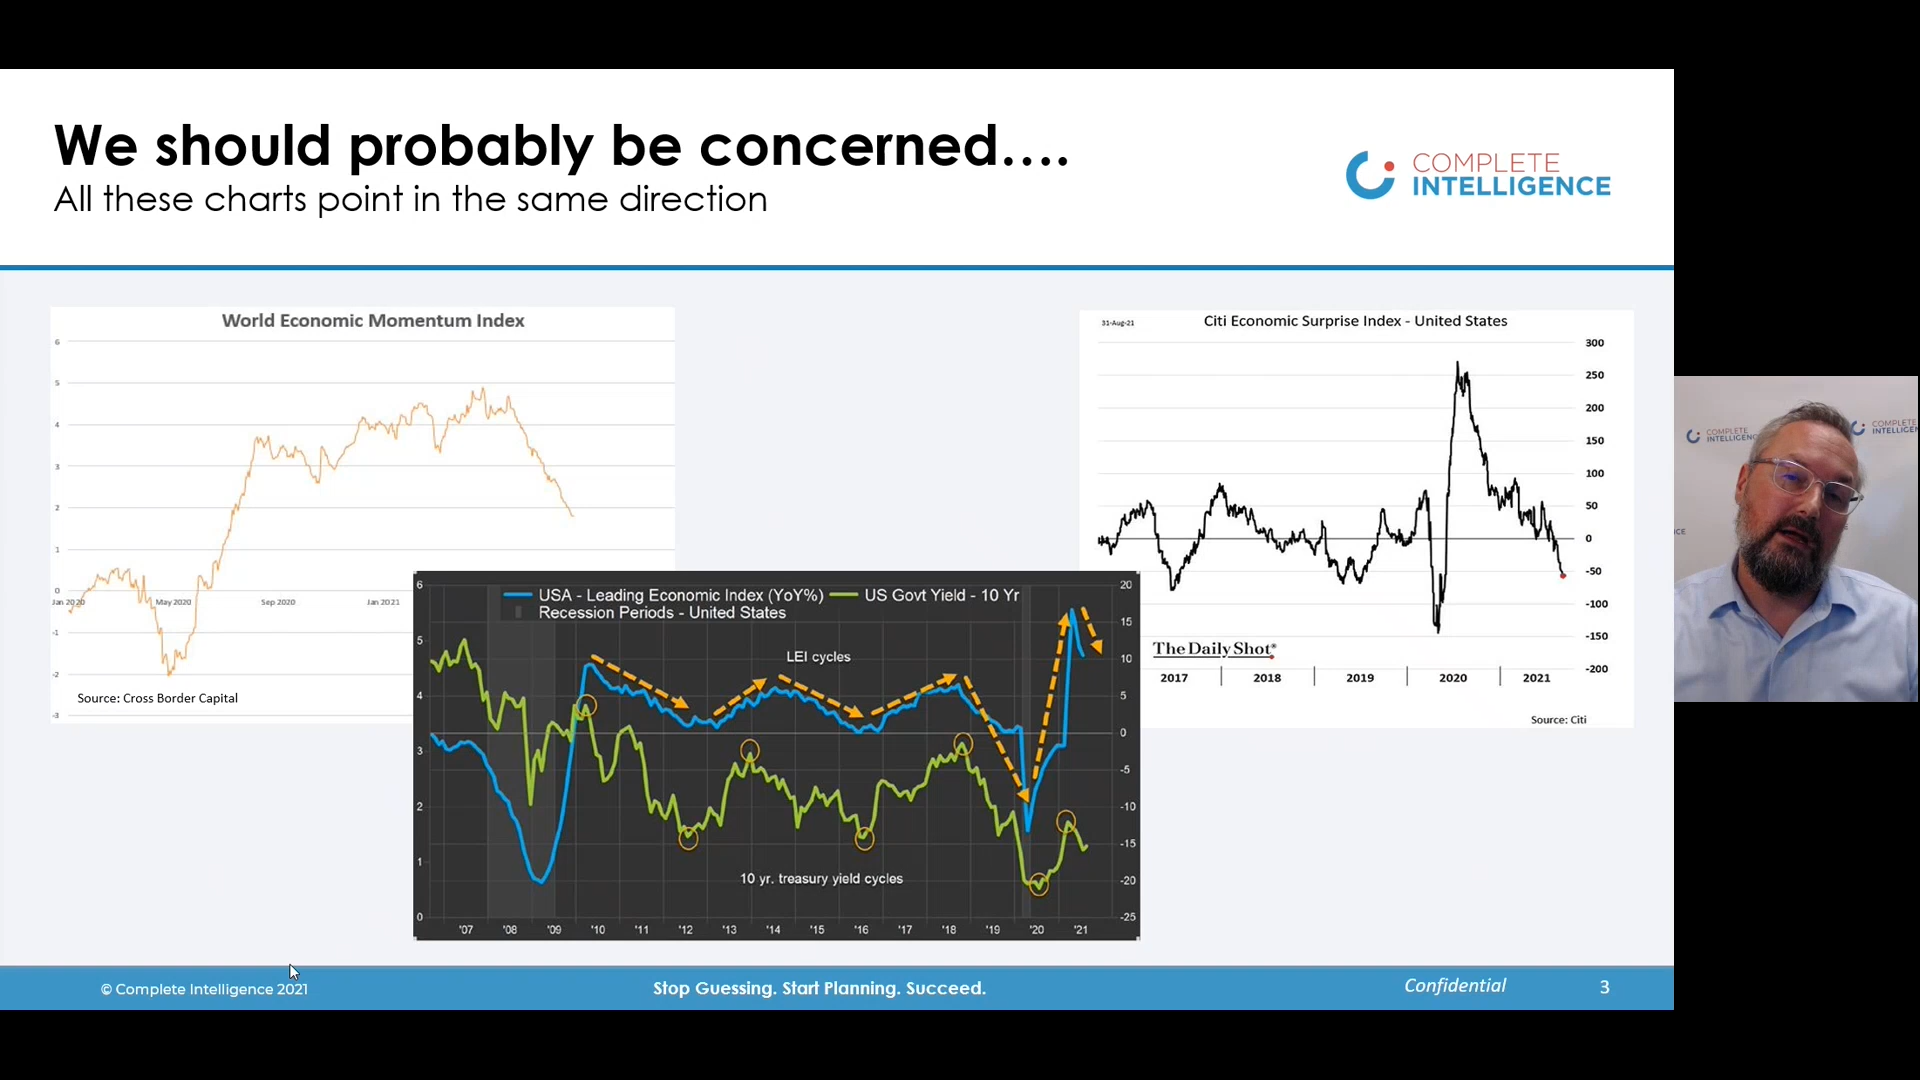 We should probably be concerned….
All these charts point in the same direction
COMPLETE
INTELLIGENCE
World Economic Momentum Index
6
5
4
3
2
1
0
-1
-2
-3
Jan 2020
May 2020
Sep 2020
Jan 2021
Source: Cross Border Capital
31-Aug-21
Citi Economic Surprise Index - United States
300
250
200
150
100
50
0
-50
-100
-150
-200
The Daily Shot
2017
2018
2019
2020
2021
Source: Citi
USA - Leading Economic Index (YoY%)
US Govt Yield - 10 Yr
Recession Periods - United States
LEI cycles
10 yr. treasury yield cycles
6
5
4
3
2
1
0
20
15
10
5
0
-5
-10
-15
-20
-25
'07
'08
'09
'10
'11
'12
'13
'14
'15
'16
'17
'18
'19
'20
'21
COMPLETE
COMPLETE
© Complete Intelligence 2021
Stop Guessing. Start Planning. Succeed.
Confidential
3